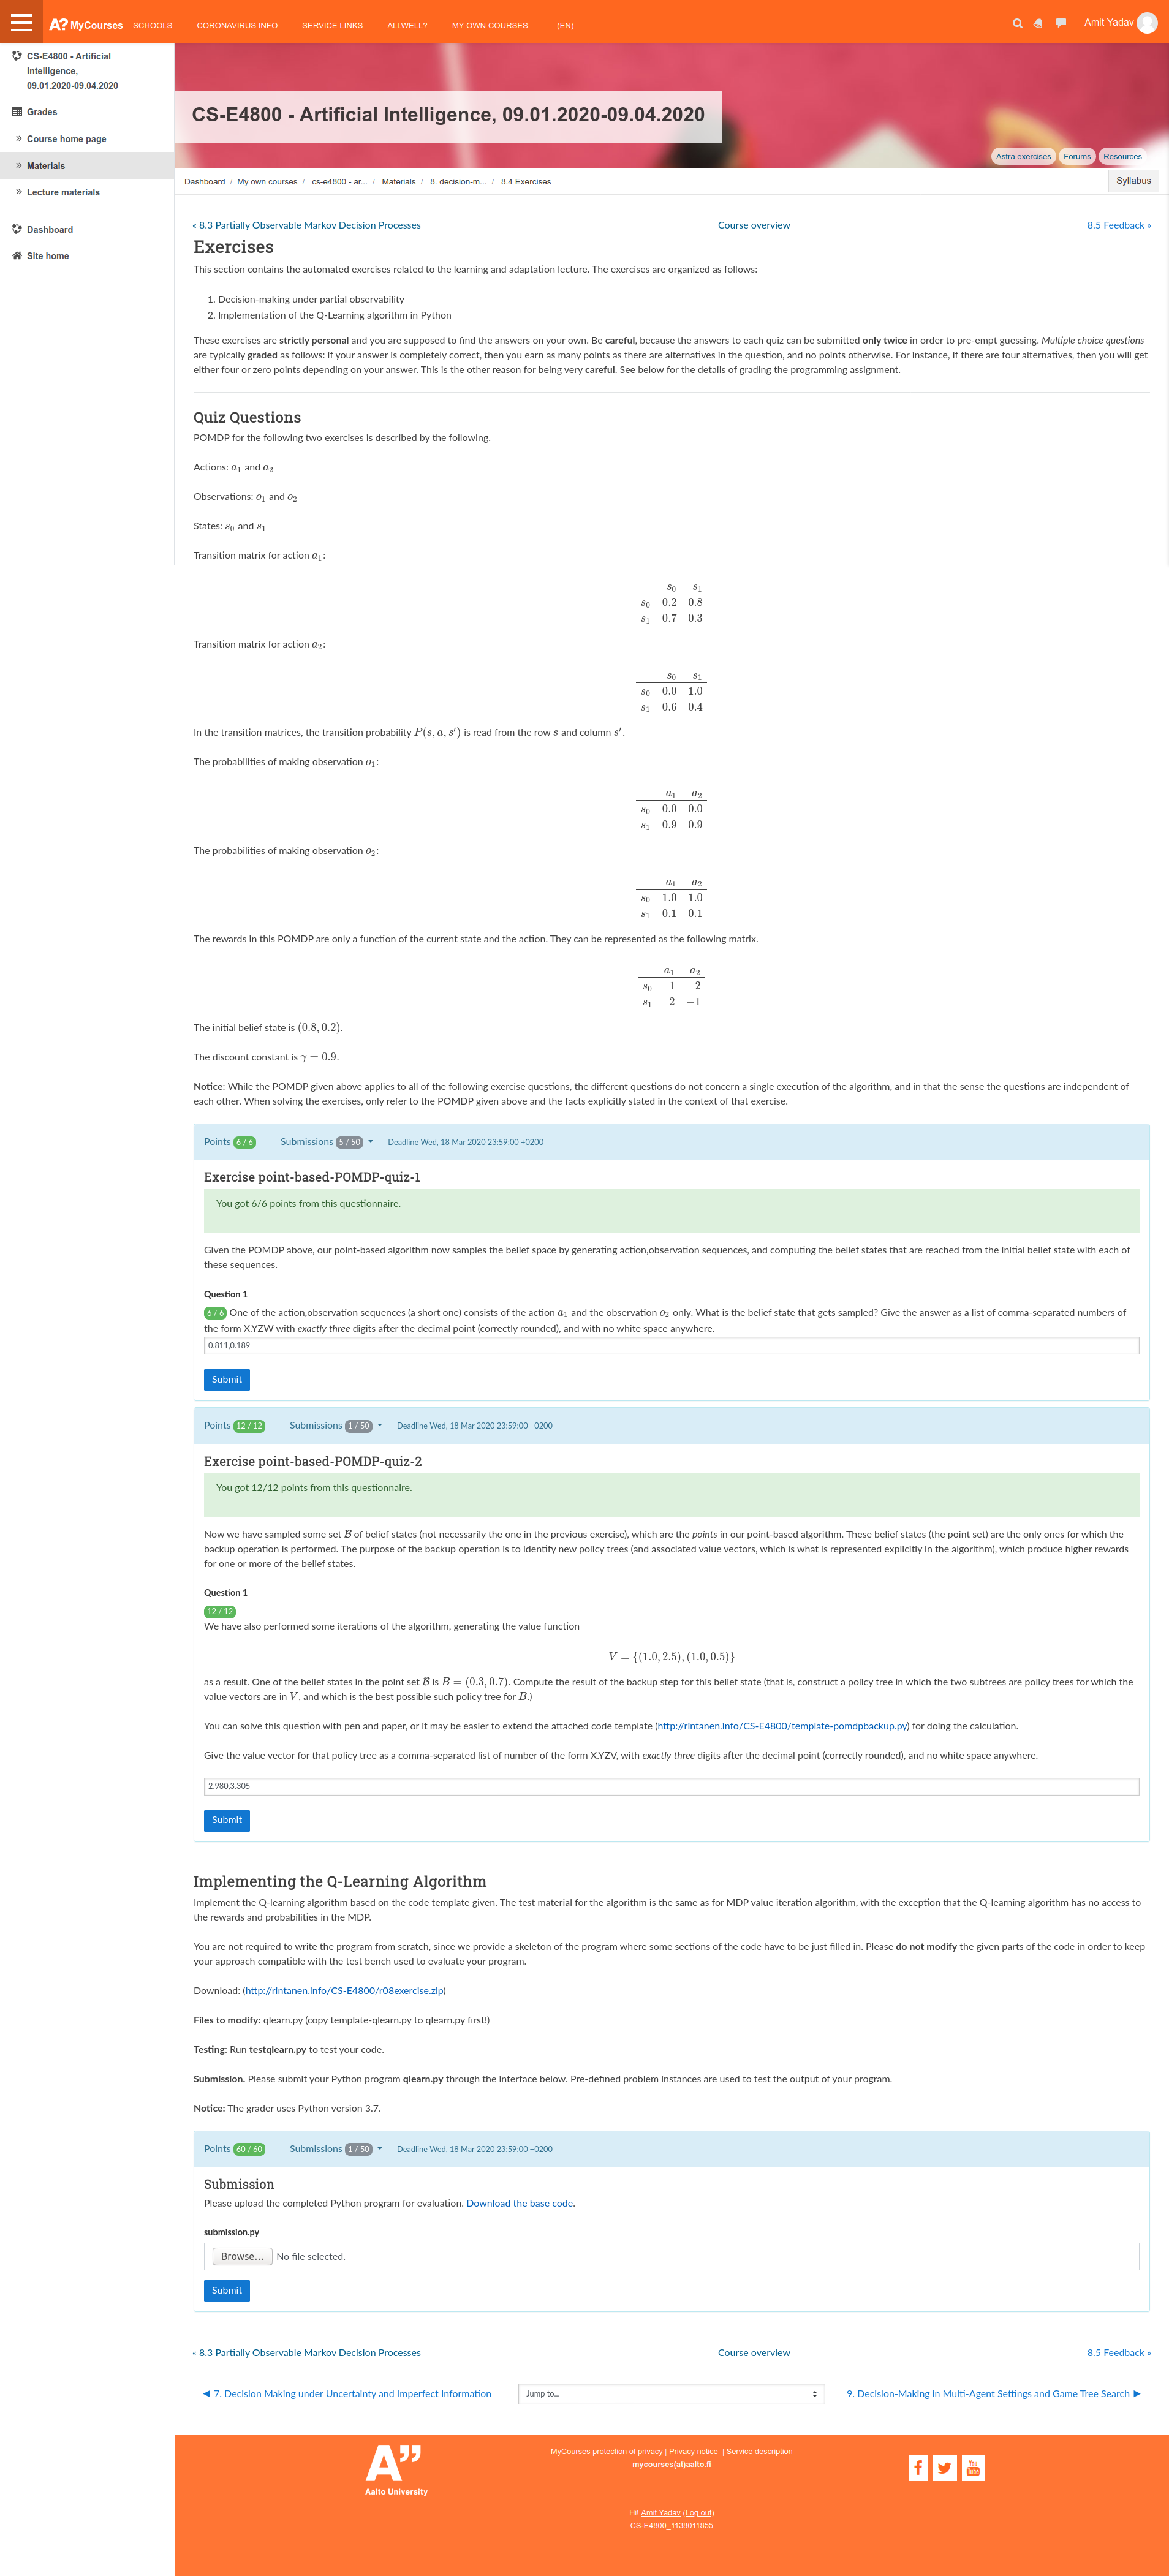 A? MyCourses SCHOOLS CORONAVIRUS INFO SERVICE LINKS ALLWELL? MY OWN COURSES (EN) Amit Yadav
CS-E4800 - Artificial
Intelligence,
09.01.2020-09.04.2020
Grades
Course home page
Materials
Lecture materials
Dashboard
Site home
CS-E4800 - Artificial Intelligence, 09.01.2020-09.04.2020
Astra exercises Forums Resources
Dashboard / My own courses / cs-e4800 - ar... / Materials / 8. decision-m... / 8.4 Exercises
Syllabus
« 8.3 Partially Observable Markov Decision Processes Course overview 8.5 Feedback »
Exercises
This section contains the automated exercises related to the learning and adaptation lecture. The exercises are organized as follows:
1. Decision-making under partial observability
2. Implementation of the Q-Learning algorithm in Python
These exercises are strictly personal and you are supposed to find the answers on your own. Be careful, because the answers to each quiz can be submitted only twice in order to pre-empt guessing. Multiple choice questions
are typically graded as follows: if your answer is completely correct, then you earn as many points as there are alternatives in the question, and no points otherwise. For instance, if there are four alternatives, then you will get
either four or zero points depending on your answer. This is the other reason for being very careful. See below for the details of grading the programming assignment.
Quiz Questions
POMDP for the following two exercises is described by the following.
Actions: a₁ and a₂
Observations: o₁ and o₂
States: s₀ and s₁
Transition matrix for action a₁:
s₀ s₁
s₀ 0.2 0.8
s₁ 0.7 0.3
Transition matrix for action a₂:
s₀ s₁
s₀ 0.0 1.0
s₁ 0.6 0.4
In the transition matrices, the transition probability P(s, a, s′) is read from the row s and column s′.
The probabilities of making observation o₁:
a₁ a₂
s₀ 0.0 0.0
s₁ 0.9 0.9
The probabilities of making observation o₂:
a₁ a₂
s₀ 1.0 1.0
s₁ 0.1 0.1
The rewards in this POMDP are only a function of the current state and the action. They can be represented as the following matrix.
a₁ a₂
s₀ 1 2
s₁ 2 −1
The initial belief state is (0.8, 0.2).
The discount constant is γ = 0.9.
Notice: While the POMDP given above applies to all of the following exercise questions, the different questions do not concern a single execution of the algorithm, and in that the sense the questions are independent of
each other. When solving the exercises, only refer to the POMDP given above and the facts explicitly stated in the context of that exercise.
Points 6 / 6 Submissions 5 / 50 Deadline Wed, 18 Mar 2020 23:59:00 +0200
Exercise point-based-POMDP-quiz-1
You got 6/6 points from this questionnaire.
Given the POMDP above, our point-based algorithm now samples the belief space by generating action,observation sequences, and computing the belief states that are reached from the initial belief state with each of
these sequences.
Question 1
6 / 6 One of the action,observation sequences (a short one) consists of the action a₁ and the observation o₂ only. What is the belief state that gets sampled? Give the answer as a list of comma-separated numbers of
the form X.YZW with exactly three digits after the decimal point (correctly rounded), and with no white space anywhere.
0.811,0.189
Submit
Points 12 / 12 Submissions 1 / 50 Deadline Wed, 18 Mar 2020 23:59:00 +0200
Exercise point-based-POMDP-quiz-2
You got 12/12 points from this questionnaire.
Now we have sampled some set B of belief states (not necessarily the one in the previous exercise), which are the points in our point-based algorithm. These belief states (the point set) are the only ones for which the
backup operation is performed. The purpose of the backup operation is to identify new policy trees (and associated value vectors, which is what is represented explicitly in the algorithm), which produce higher rewards
for one or more of the belief states.
Question 1
12 / 12
We have also performed some iterations of the algorithm, generating the value function
V = {(1.0, 2.5), (1.0, 0.5)}
as a result. One of the belief states in the point set B is B = (0.3, 0.7). Compute the result of the backup step for this belief state (that is, construct a policy tree in which the two subtrees are policy trees for which the
value vectors are in V, and which is the best possible such policy tree for B.)
You can solve this question with pen and paper, or it may be easier to extend the attached code template (http://rintanen.info/CS-E4800/template-pomdpbackup.py) for doing the calculation.
Give the value vector for that policy tree as a comma-separated list of number of the form X.YZV, with exactly three digits after the decimal point (correctly rounded), and no white space anywhere.
2.980,3.305
Submit
Implementing the Q-Learning Algorithm
Implement the Q-learning algorithm based on the code template given. The test material for the algorithm is the same as for MDP value iteration algorithm, with the exception that the Q-learning algorithm has no access to
the rewards and probabilities in the MDP.
You are not required to write the program from scratch, since we provide a skeleton of the program where some sections of the code have to be just filled in. Please do not modify the given parts of the code in order to keep
your approach compatible with the test bench used to evaluate your program.
Download: (http://rintanen.info/CS-E4800/r08exercise.zip)
Files to modify: qlearn.py (copy template-qlearn.py to qlearn.py first!)
Testing: Run testqlearn.py to test your code.
Submission. Please submit your Python program qlearn.py through the interface below. Pre-defined problem instances are used to test the output of your program.
Notice: The grader uses Python version 3.7.
Points 60 / 60 Submissions 1 / 50 Deadline Wed, 18 Mar 2020 23:59:00 +0200
Submission
Please upload the completed Python program for evaluation. Download the base code.
submission.py
Browse... No file selected.
Submit
« 8.3 Partially Observable Markov Decision Processes Course overview 8.5 Feedback »
◄ 7. Decision Making under Uncertainty and Imperfect Information Jump to... 9. Decision-Making in Multi-Agent Settings and Game Tree Search ►
A”
Aalto University
MyCourses protection of privacy | Privacy notice | Service description
mycourses(at)aalto.fi
You Tube
Hi! Amit Yadav (Log out)
CS-E4800_1138011655